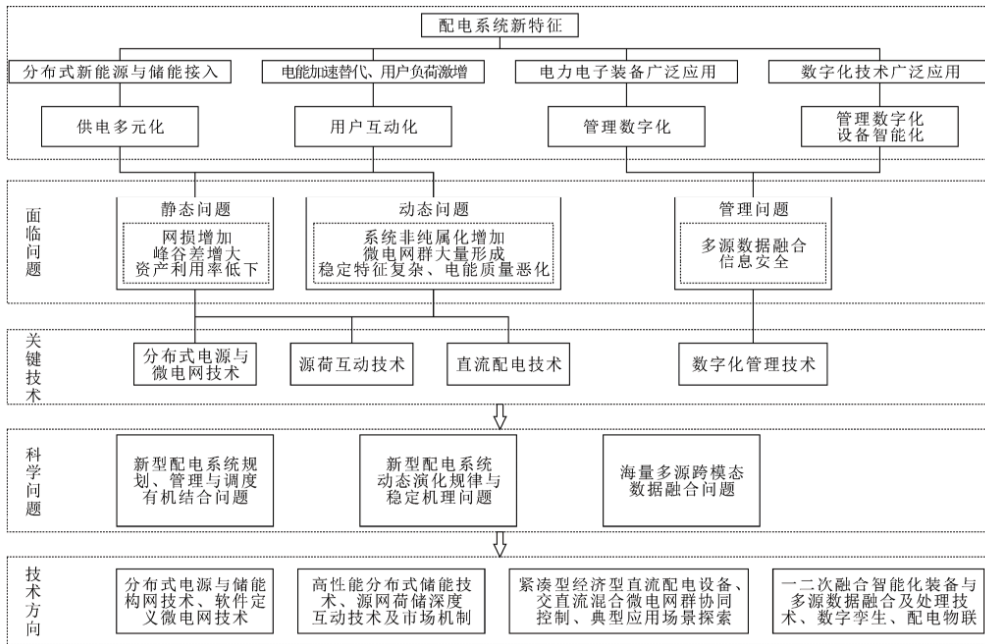 配电系统新特征
分布式新能源与储能接入
电能加速替代、用户负荷激增
电力电子装备广泛应用
数字化技术广泛应用
供电多元化
用户互动化
管理数字化
管理数字化
设备智能化
面临问题
静态问题
网损增加
峰谷差增大
资产利用率低下
动态问题
系统非纯属化增加
微电网群大量形成
稳定特征复杂、电能质量恶化
管理问题
多源数据融合
信息安全
关键技术
分布式电源与
微电网技术
源荷互动技术
直流配电技术
数字化管理技术
科学问题
新型配电系统规
划、管理与调度
有机结合问题
新型配电系统
动态演化规律与
稳定机理问题
海量多源跨模态
数据融合问题
技术方向
分布式电源与储能
构网技术、软件定
义微电网技术
高性能分布式储能技
术、源网荷储深度
互动技术及市场机制
紧凑型经济型直流配电设备、
交直流混合微电网群协同
控制、典型应用场景探索
一二次融合智能化装备与
多源数据融合及处理技
术、数字孪生、配电物联